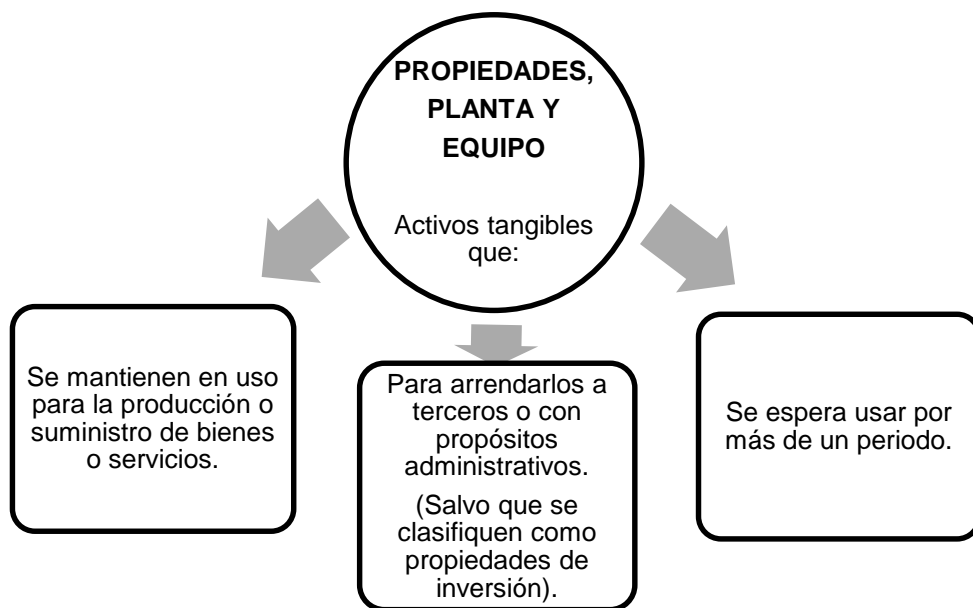 PROPIEDADES,
PLANTA Y
EQUIPO
Activos tangibles
que:
Se mantienen en uso
para la producción o
suministro de bienes
o servicios.
Para arrendarlos a
terceros o con
propósitos
administrativos.
(Salvo que se
clasifiquen como
propiedades de
inversión).
Se espera usar por
más de un periodo.